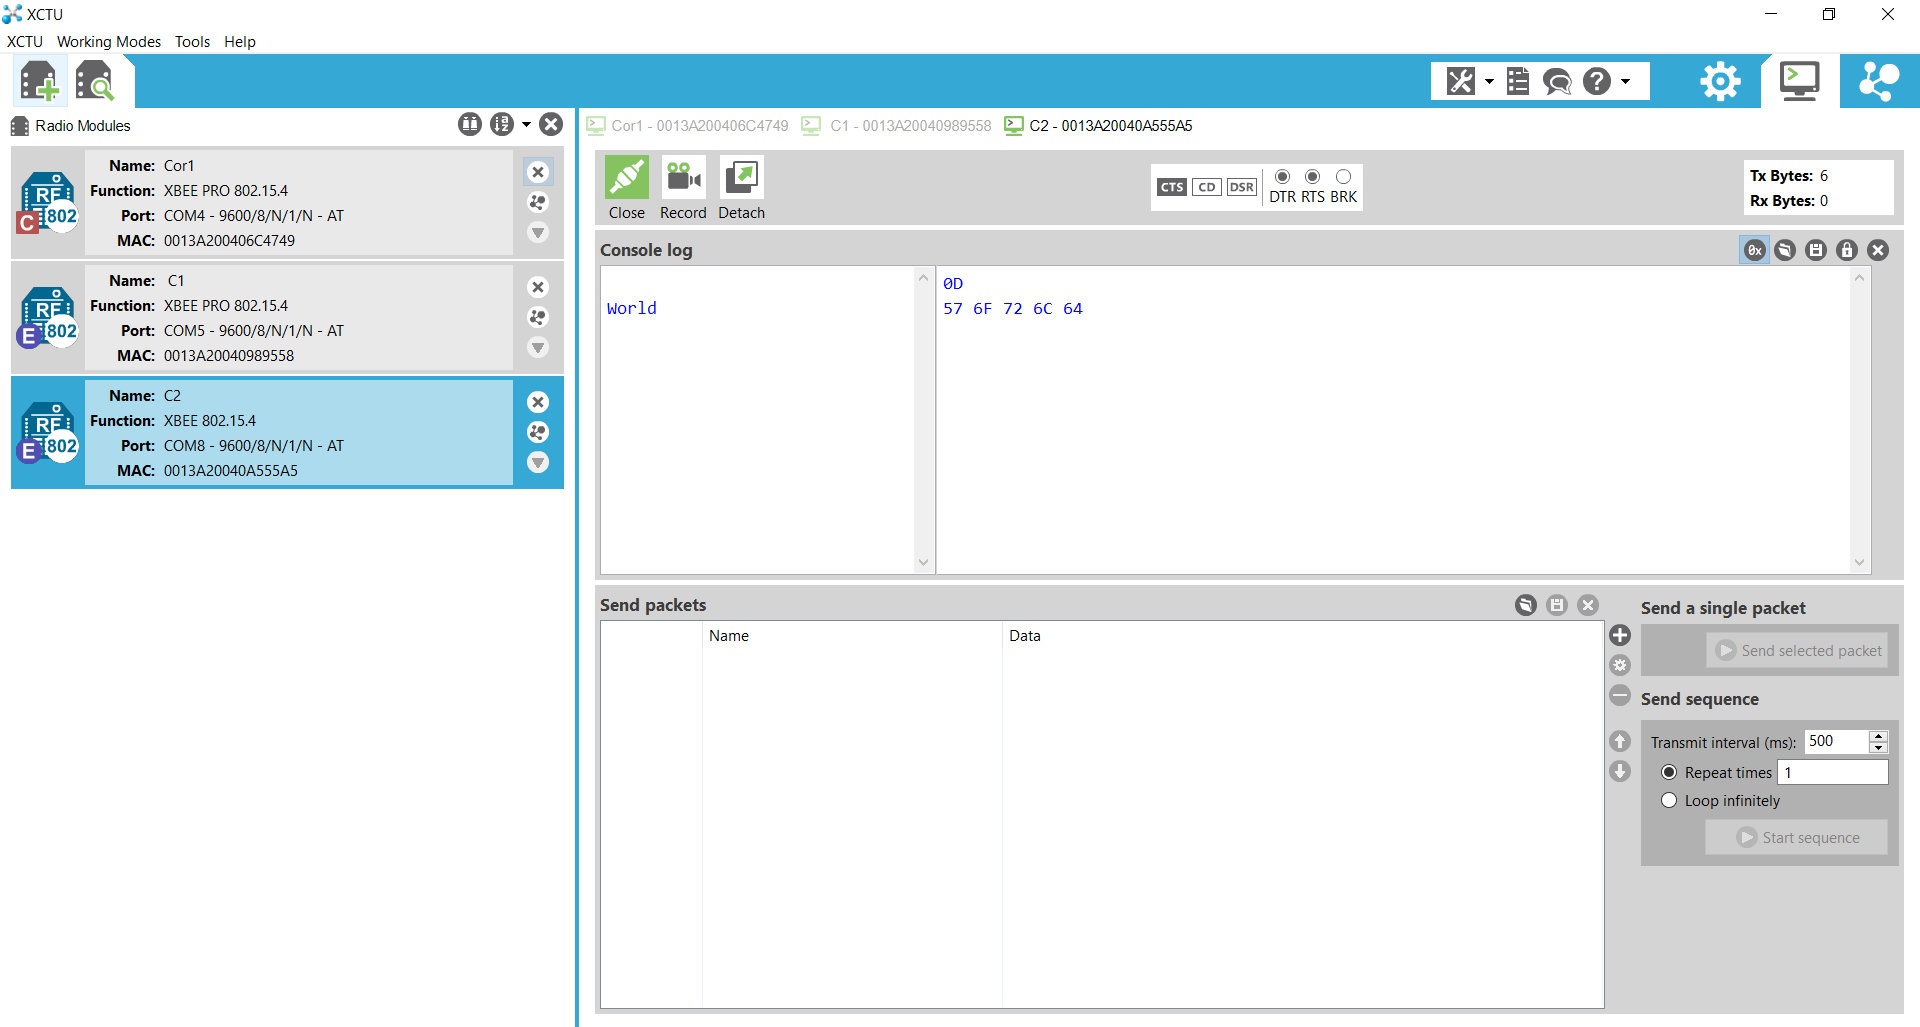 XCTU
XCTU Working Modes Tools Help
Radio Modules
Name: Cor1
Function: XBEE PRO 802.15.4
Port: COM4 - 9600/8/N/1/N - AT
MAC: 0013A200406C4749
RF
C 802
Name: C1
Function: XBEE PRO 802.15.4
Port: COM5 - 9600/8/N/1/N - AT
MAC: 0013A20040989558
RF
E 802
Name: C2
Function: XBEE 802.15.4
Port: COM8 - 9600/8/N/1/N - AT
MAC: 0013A20040A555A5
RF
E 802
Cor1 - 0013A200406C4749 C1 - 0013A20040989558 C2 - 0013A20040A555A5
Close Record Detach
CTS CD DSR DTR RTS BRK
Tx Bytes: 6
Rx Bytes: 0
Console log
0x
0D
World 57 6F 72 6C 64
Send packets
Name Data
Send a single packet
Send selected packet
Send sequence
Transmit interval (ms): 500
Repeat times 1
Loop infinitely
Start sequence